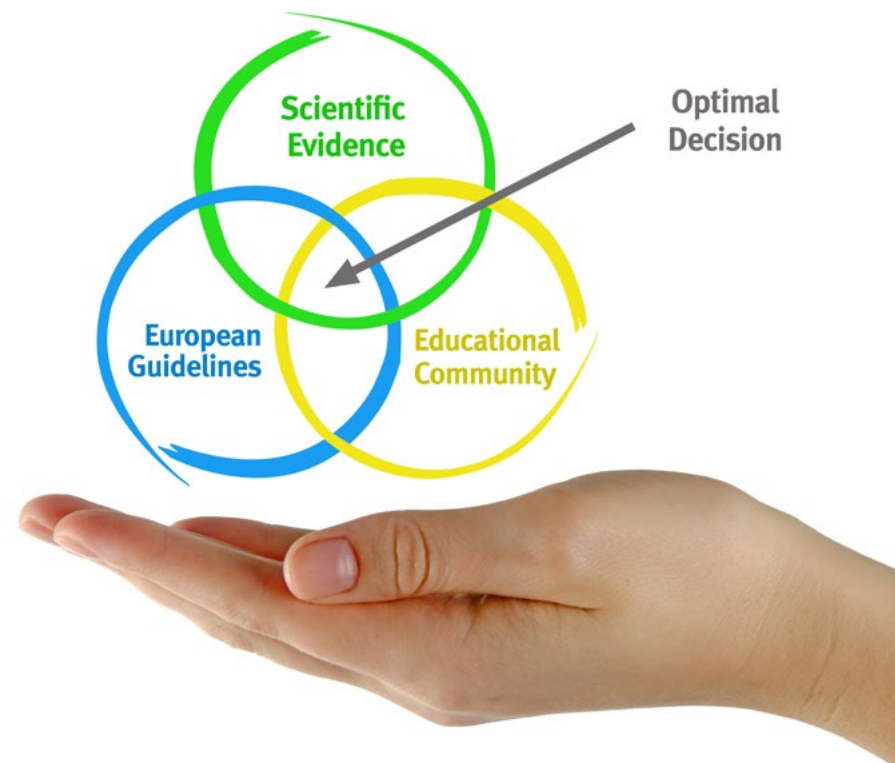 Scientific
Evidence
Optimal
Decision
European
Guidelines
Educational
Community